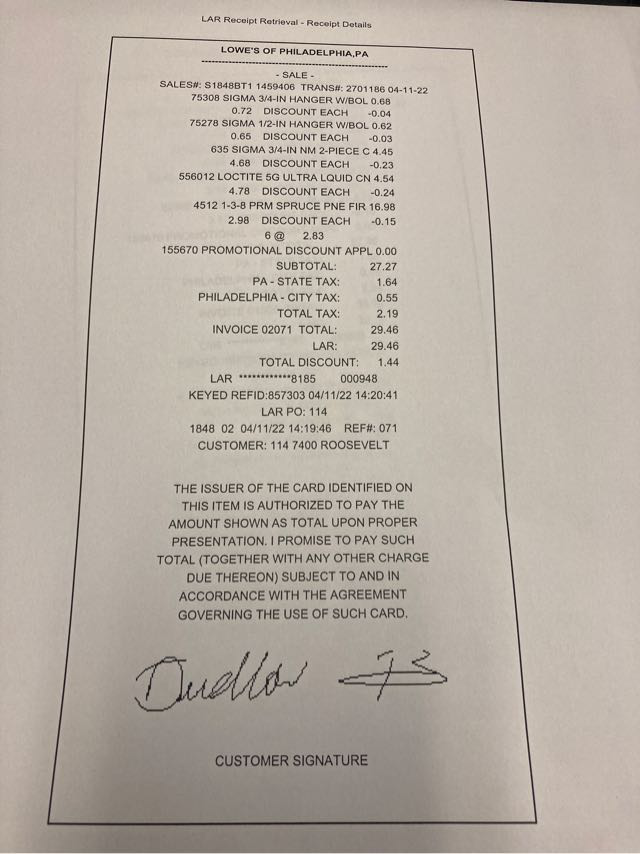 LAR Receipt Retrieval - Receipt Details
LOWE'S OF PHILADELPHIA,PA
- SALE -
SALES#: S1848BT1 1459406 TRANS#: 2701186 04-11-22
75308 SIGMA 3/4-IN HANGER W/BOL 0.68
0.72 DISCOUNT EACH -0.04
75278 SIGMA 1/2-IN HANGER W/BOL 0.62
0.65 DISCOUNT EACH -0.03
635 SIGMA 3/4-IN NM 2-PIECE C 4.45
4.68 DISCOUNT EACH -0.23
556012 LOCTITE 5G ULTRA LQUID CN 4.54
4.78 DISCOUNT EACH -0.24
4512 1-3-8 PRM SPRUCE PNE FIR 16.98
2.98 DISCOUNT EACH -0.15
6 @ 2.83
155670 PROMOTIONAL DISCOUNT APPL 0.00
SUBTOTAL: 27.27
PA - STATE TAX: 1.64
PHILADELPHIA - CITY TAX: 0.55
TOTAL TAX: 2.19
INVOICE 02071 TOTAL: 29.46
LAR: 29.46
TOTAL DISCOUNT: 1.44
LAR ************8185 000948
KEYED REFID:857303 04/11/22 14:20:41
LAR PO: 114
1848 02 04/11/22 14:19:46 REF#: 071
CUSTOMER: 114 7400 ROOSEVELT
THE ISSUER OF THE CARD IDENTIFIED ON
THIS ITEM IS AUTHORIZED TO PAY THE
AMOUNT SHOWN AS TOTAL UPON PROPER
PRESENTATION. I PROMISE TO PAY SUCH
TOTAL (TOGETHER WITH ANY OTHER CHARGE
DUE THEREON) SUBJECT TO AND IN
ACCORDANCE WITH THE AGREEMENT
GOVERNING THE USE OF SUCH CARD.
CUSTOMER SIGNATURE